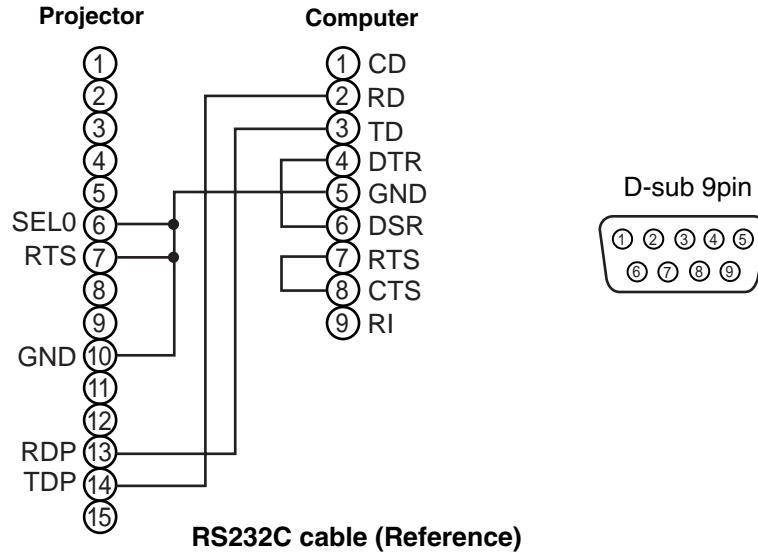 Projector
Computer
1
2
3
4
5
SEL0 6
RTS 7
8
9
GND 10
11
12
RDP 13
TDP 14
15
1 CD
2 RD
3 TD
4 DTR
5 GND
6 DSR
7 RTS
8 CTS
9 RI
D-sub 9pin
1 2 3 4 5
6 7 8 9
RS232C cable (Reference)